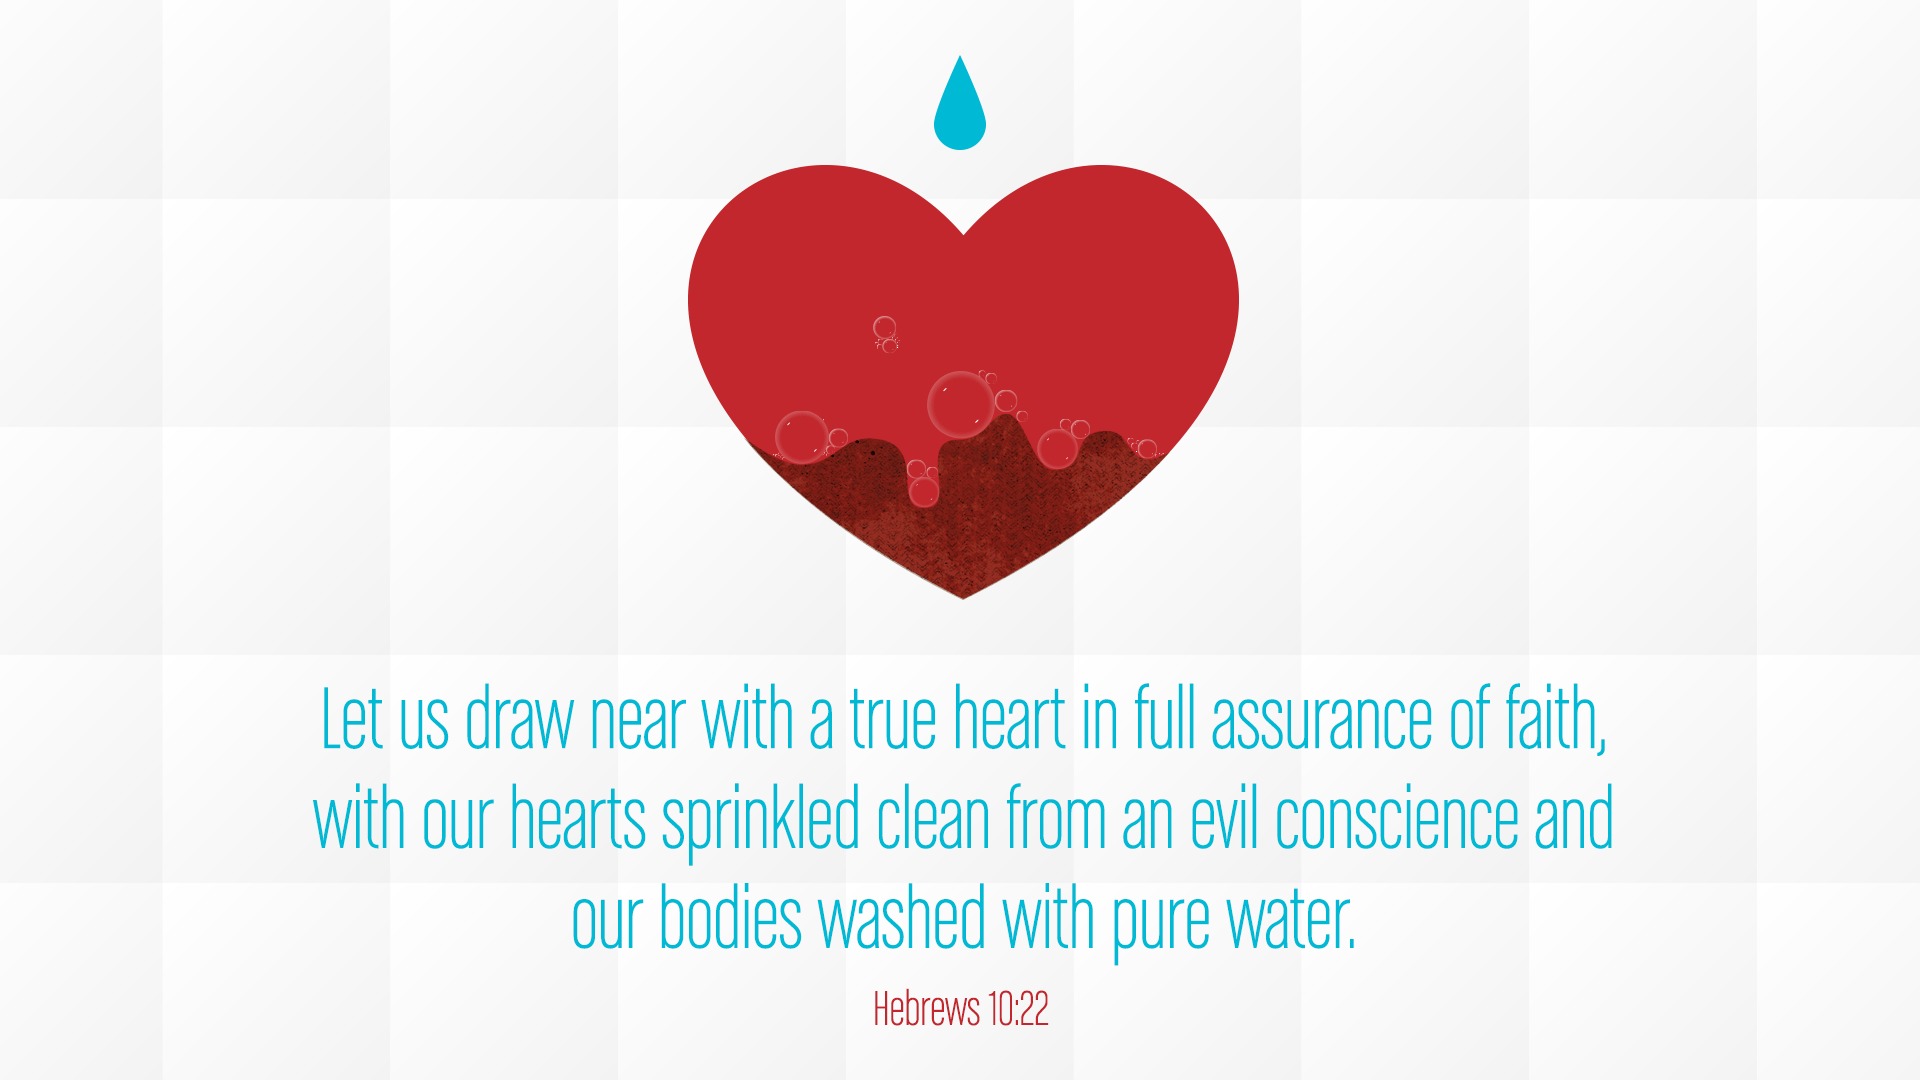 Let us draw near with a true heart in full assurance of faith,
with our hearts sprinkled clean from an evil conscience and
our bodies washed with pure water.
Hebrews 10:22